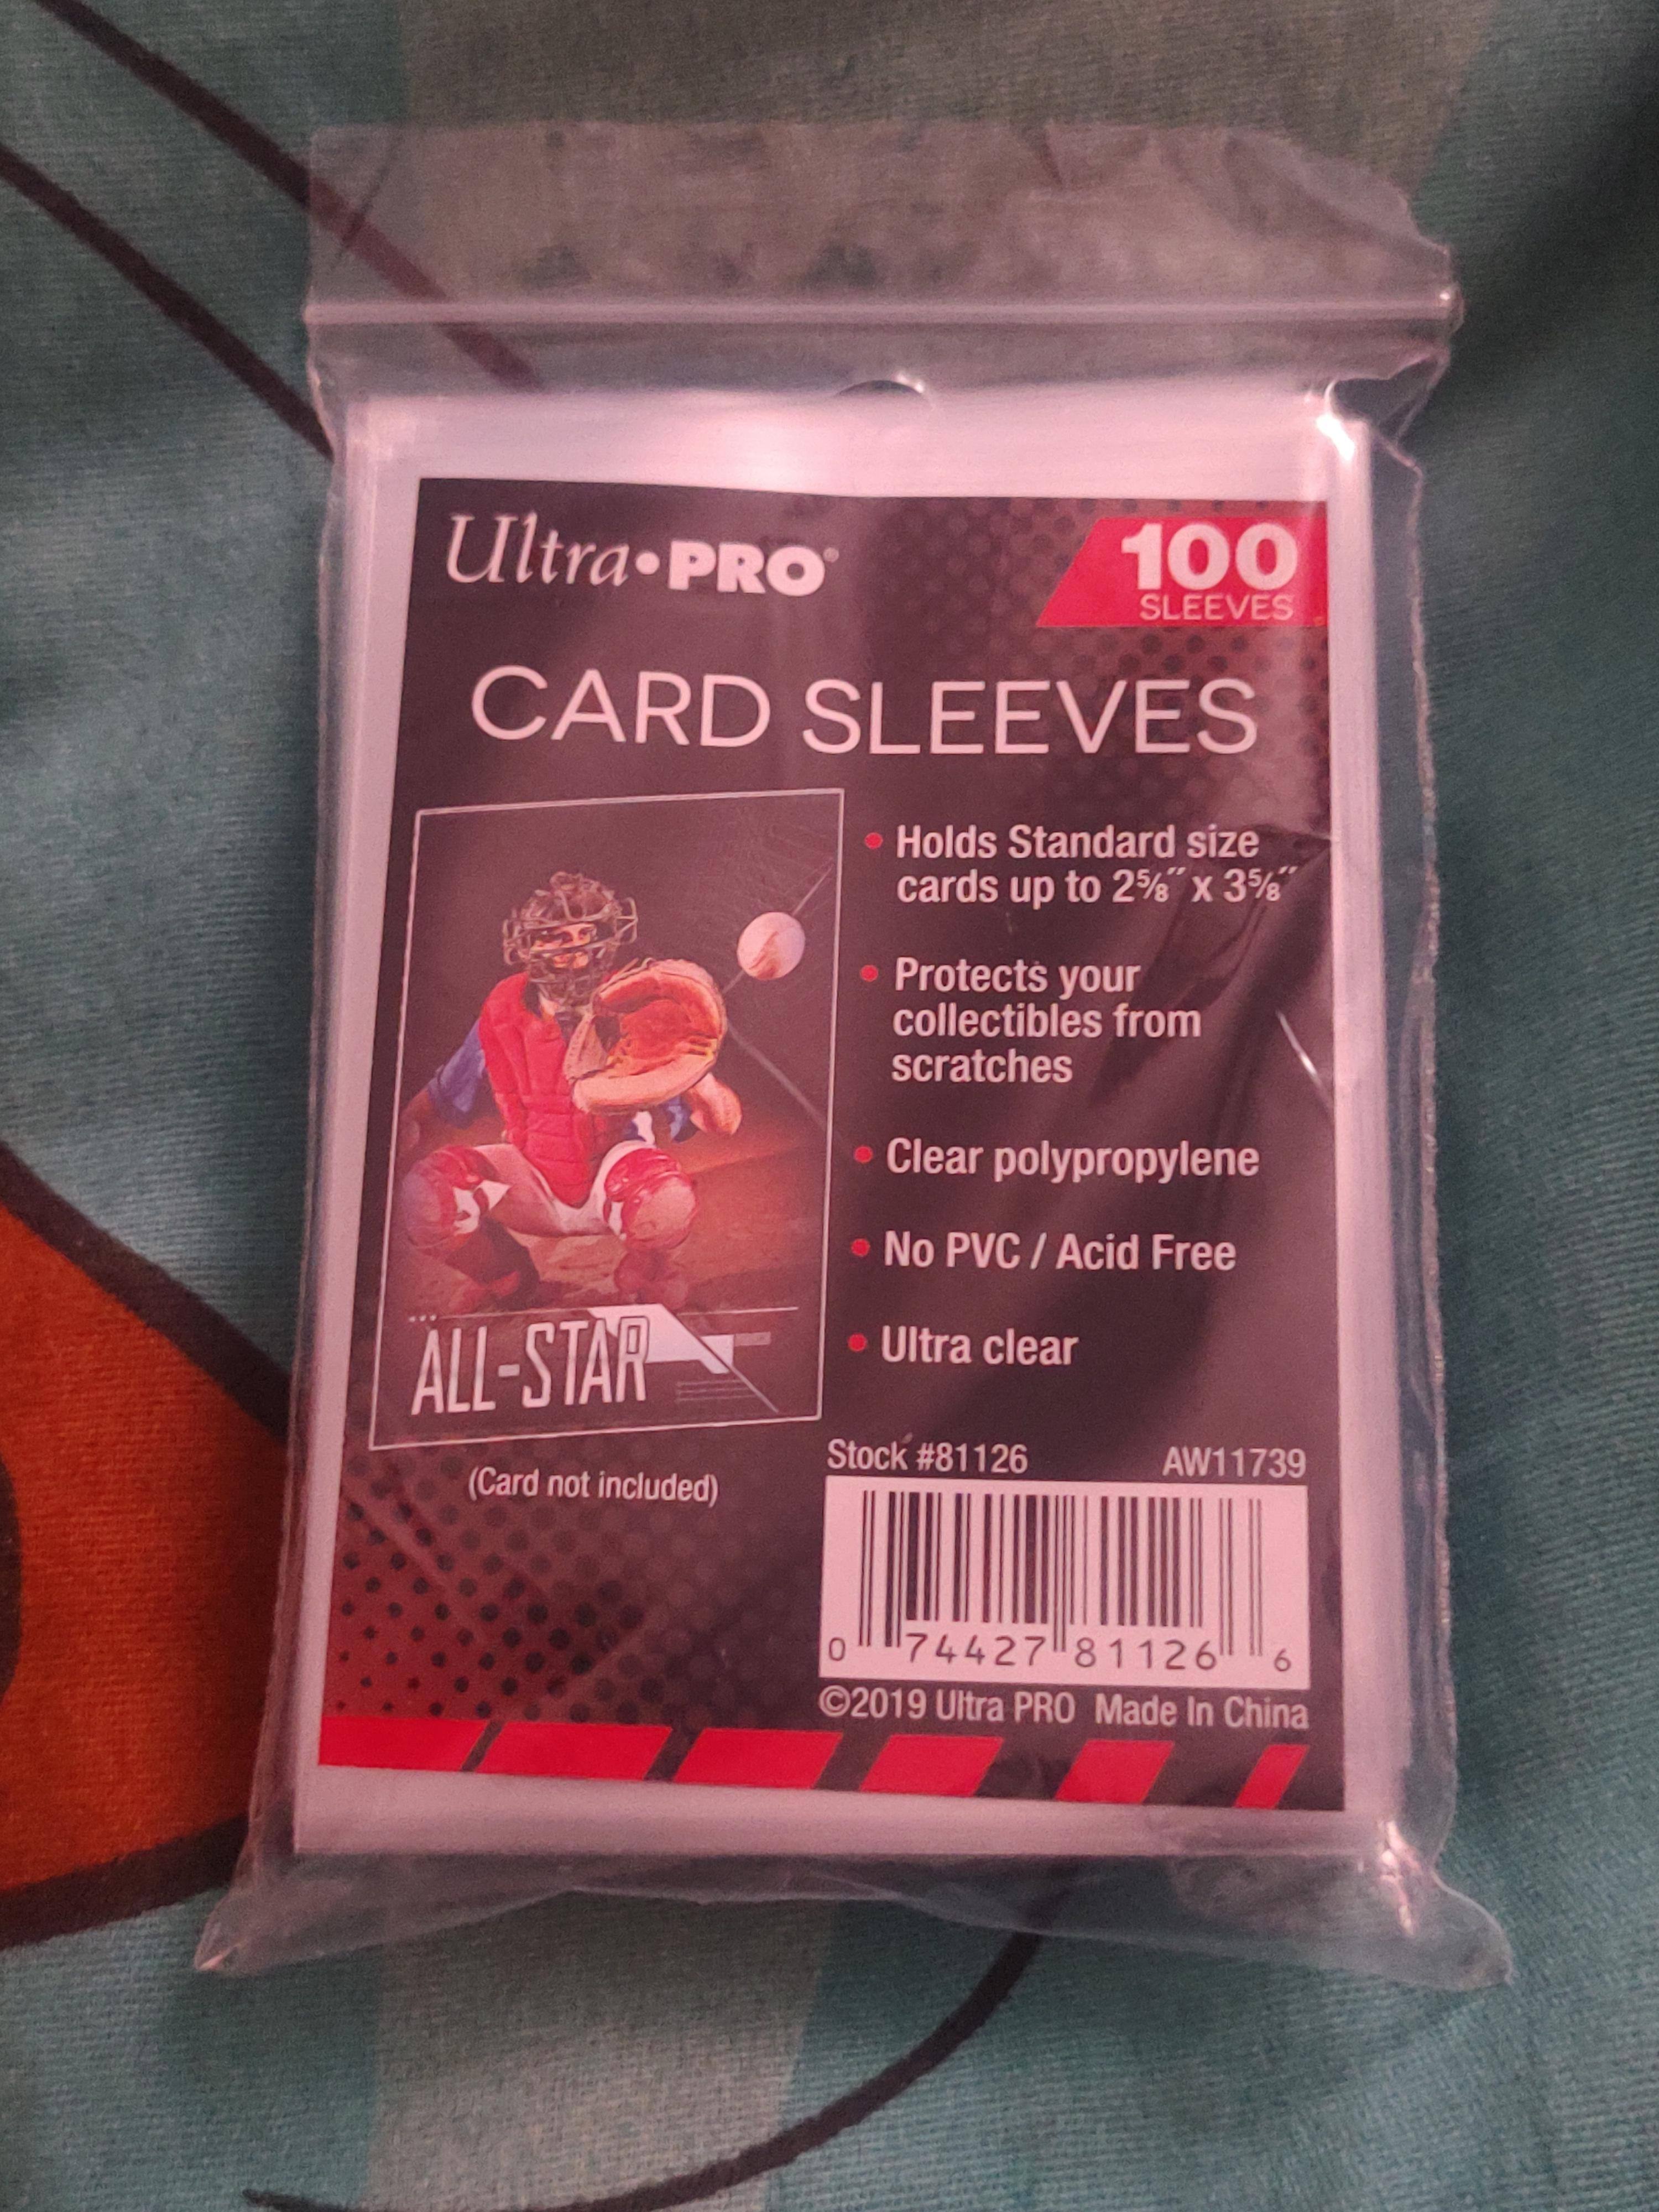 Ultra•PRO®
100
SLEEVES
CARD SLEEVES
• Holds Standard size
cards up to 2⅝" x 3⅝"
• Protects your
collectibles from
scratches
• Clear polypropylene
• No PVC / Acid Free
• Ultra clear
ALL-STAR
(Card not included)
Stock #81126 AW11739
0 74427 81126 6
©2019 Ultra PRO Made In China